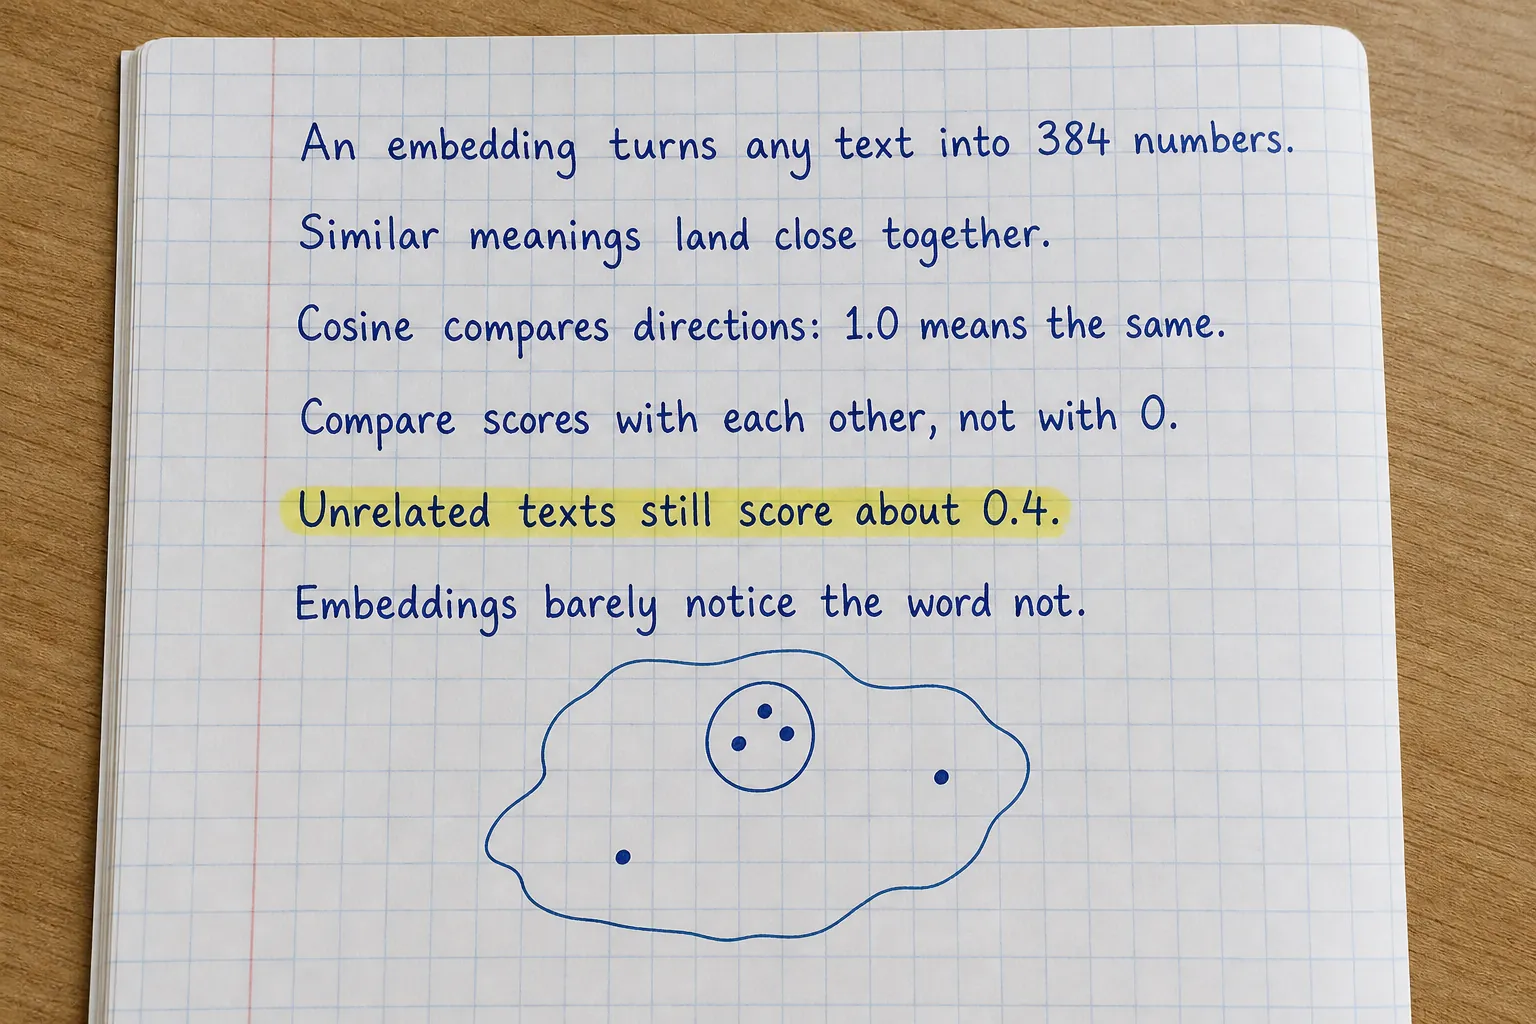 An embedding turns any text into 384 numbers.
Similar meanings land close together.
Cosine compares directions: 1.0 means the same.
Compare scores with each other, not with 0.
Unrelated texts still score about 0.4.
Embeddings barely notice the word not.